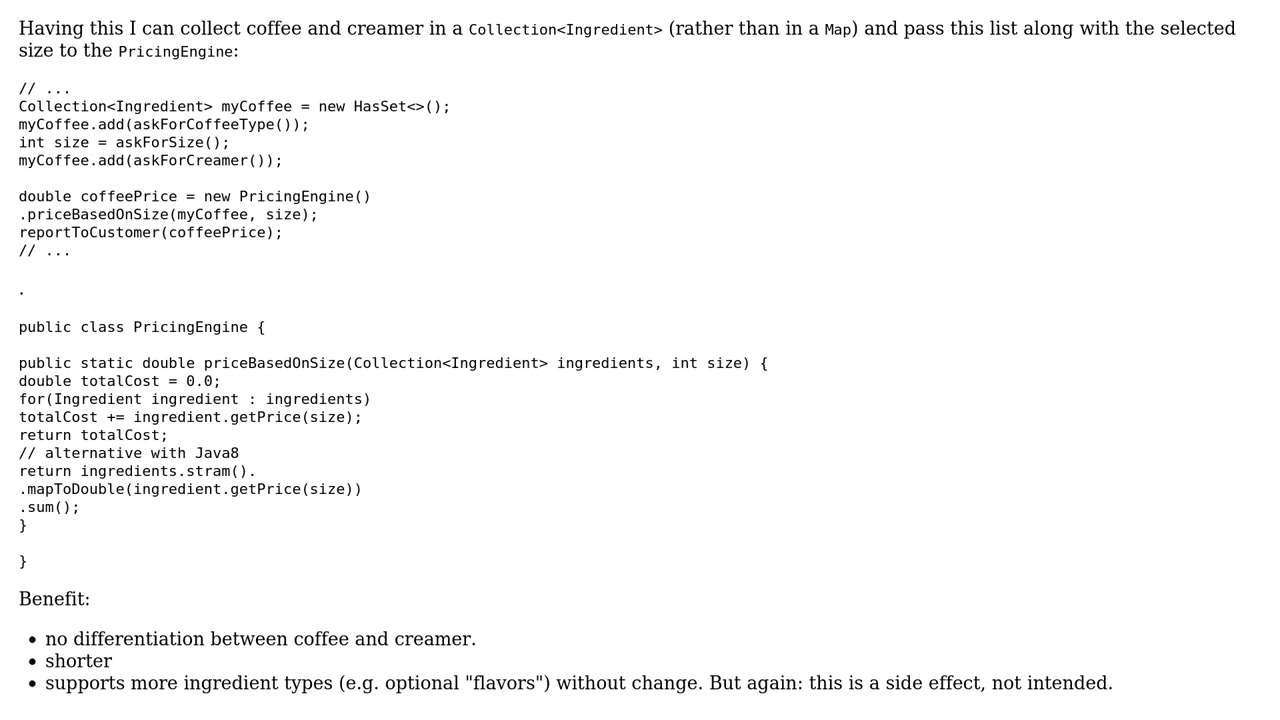 Having this I can collect coffee and creamer in a Collection<Ingredient> (rather than in a Map) and pass this list along with the selected
size to the PricingEngine:
// ...
Collection<Ingredient> myCoffee = new HasSet<>();
myCoffee.add(askForCoffeeType());
int size = askForSize();
myCoffee.add(askForCreamer());
double coffeePrice = new PricingEngine()
.priceBasedOnSize(myCoffee, size);
reportToCustomer(coffeePrice);
// ...
.
public class PricingEngine {
public static double priceBasedOnSize(Collection<Ingredient> ingredients, int size) {
double totalCost = 0.0;
for(Ingredient ingredient : ingredients)
totalCost += ingredient.getPrice(size);
return totalCost;
// alternative with Java8
return ingredients.stram().
.mapToDouble(ingredient.getPrice(size))
.sum();
}
}
Benefit:
• no differentiation between coffee and creamer.
• shorter
• supports more ingredient types (e.g. optional "flavors") without change. But again: this is a side effect, not intended.